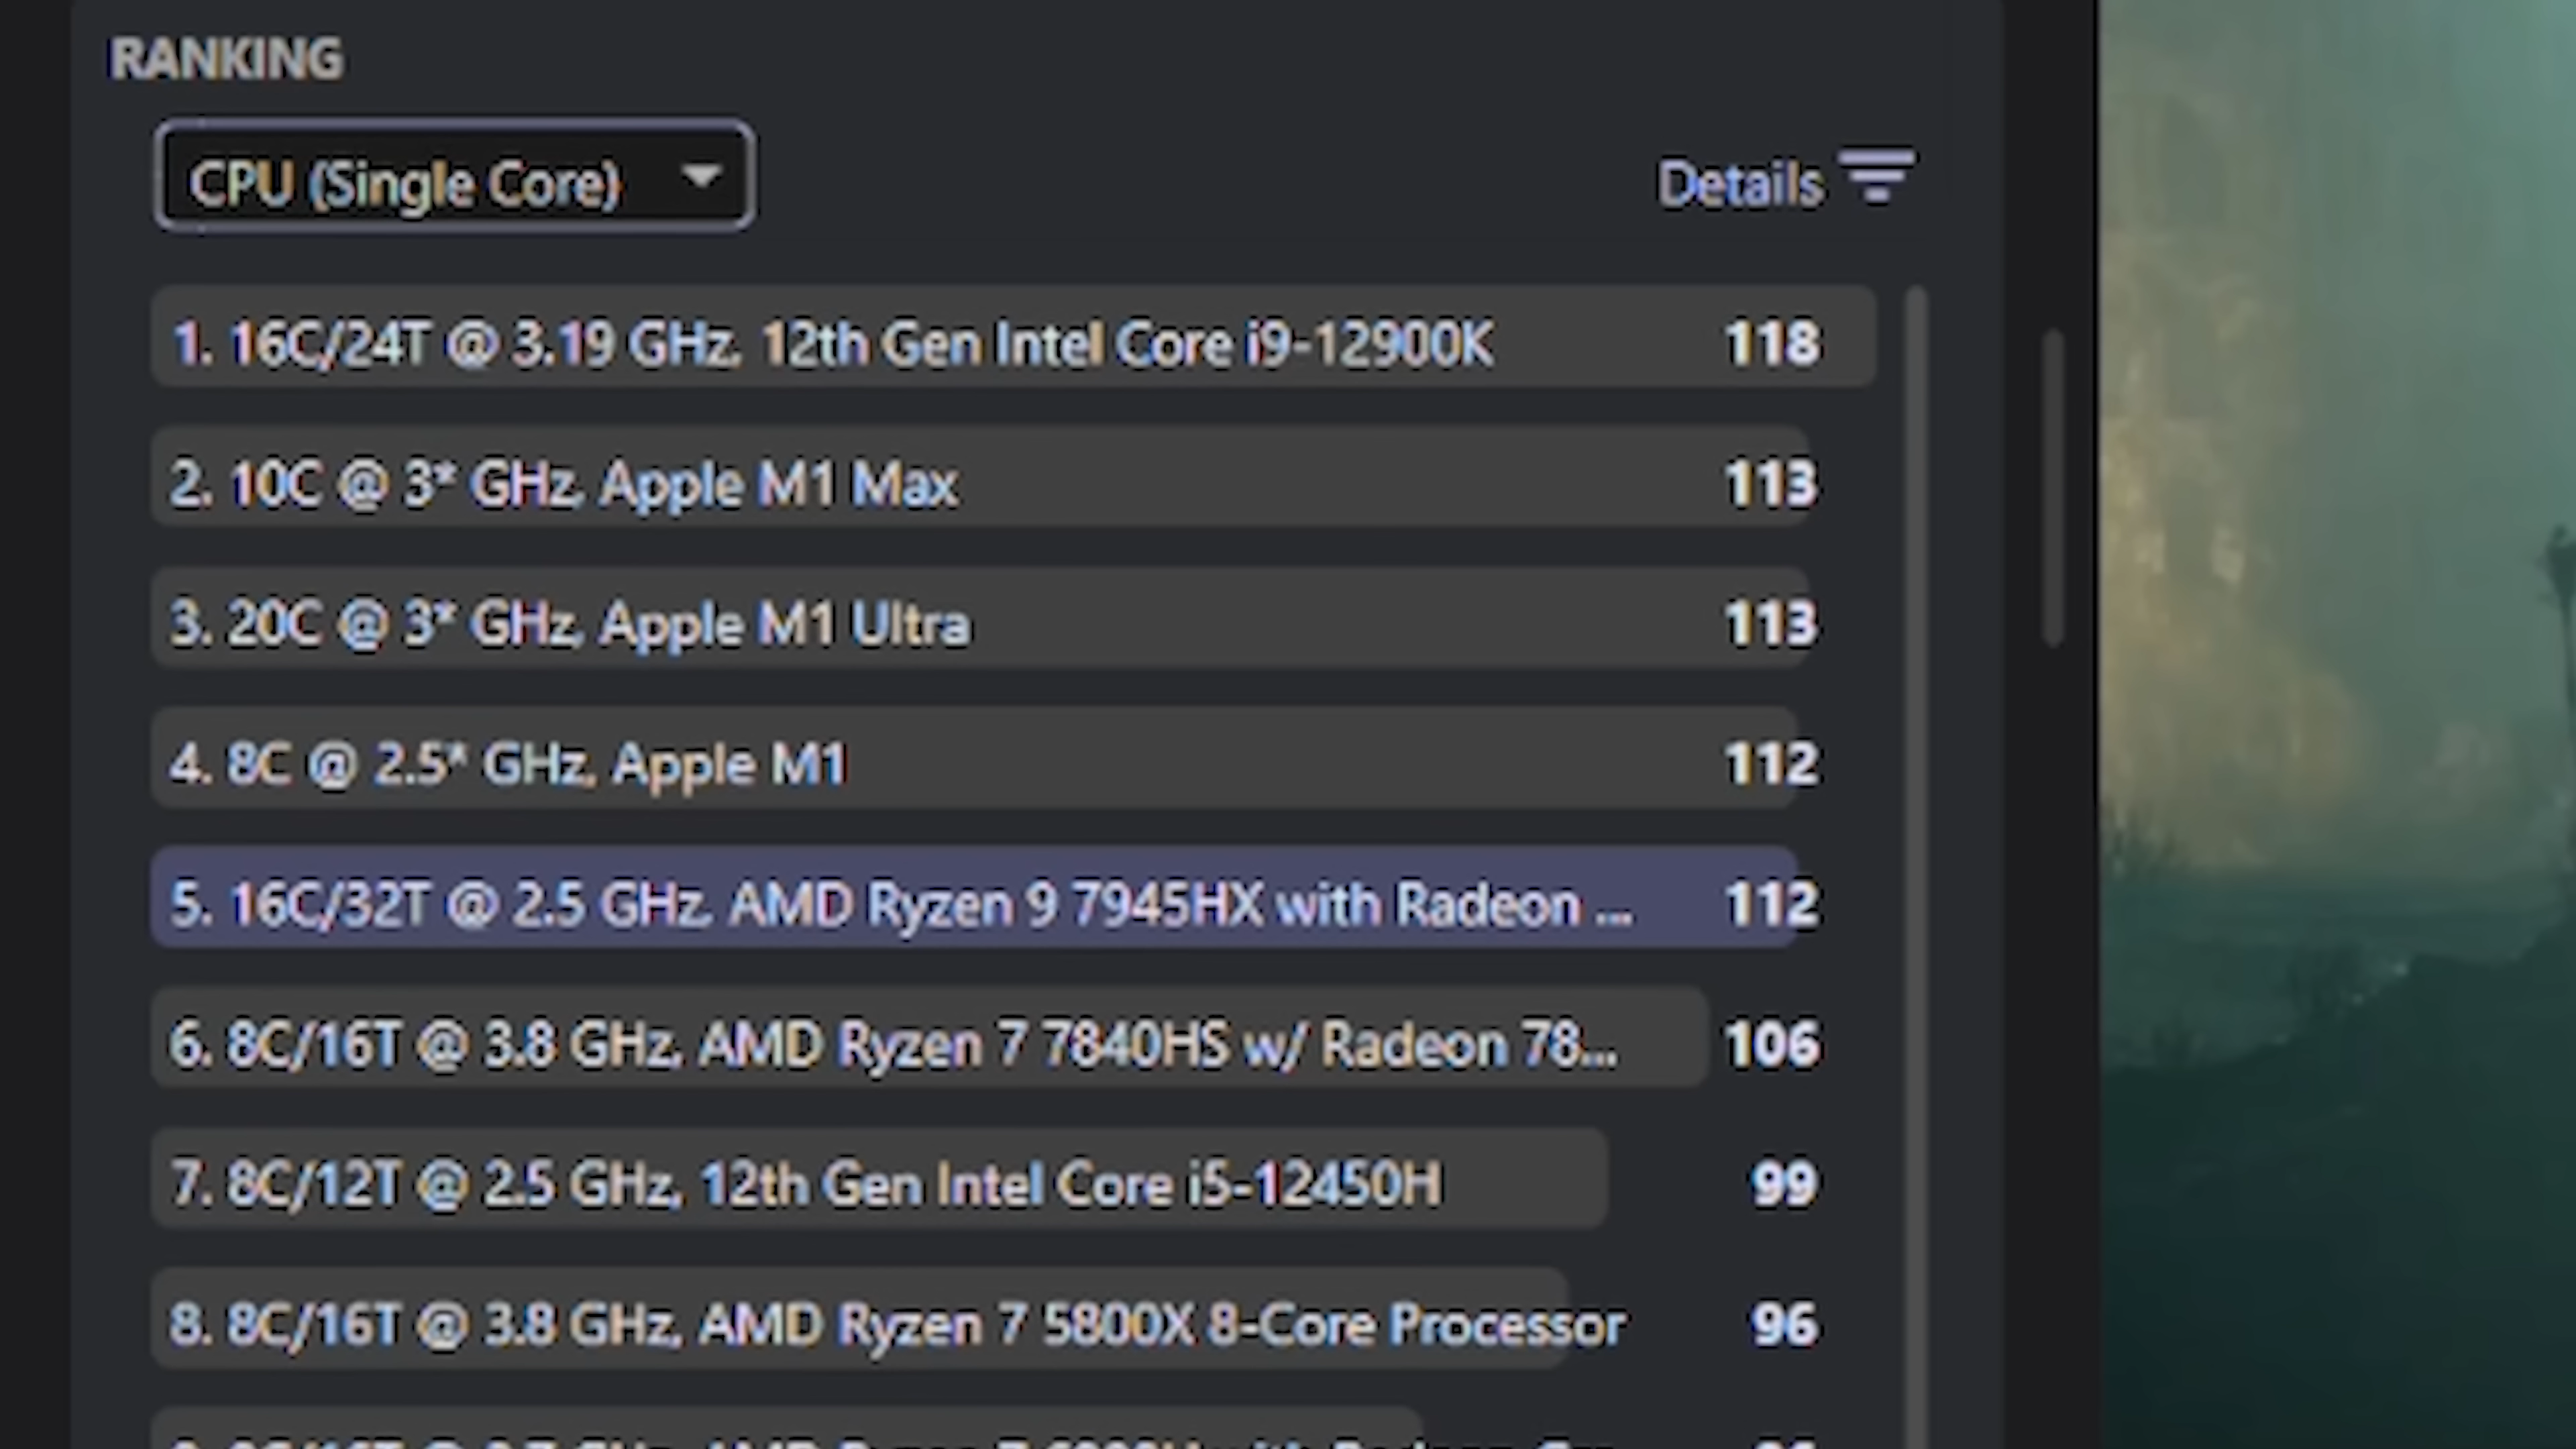 RANKING
CPU (Single Core)
Details
1. 16C/24T @ 3.19 GHz, 12th Gen Intel Core i9-12900K 118
2. 10C @ 3* GHz, Apple M1 Max 113
3. 20C @ 3* GHz, Apple M1 Ultra 113
4. 8C @ 2.5* GHz, Apple M1 112
5. 16C/32T @ 2.5 GHz, AMD Ryzen 9 7945HX with Radeon ... 112
6. 8C/16T @ 3.8 GHz, AMD Ryzen 7 7840HS w/ Radeon 78... 106
7. 8C/12T @ 2.5 GHz, 12th Gen Intel Core i5-12450H 99
8. 8C/16T @ 3.8 GHz, AMD Ryzen 7 5800X 8-Core Processor 96